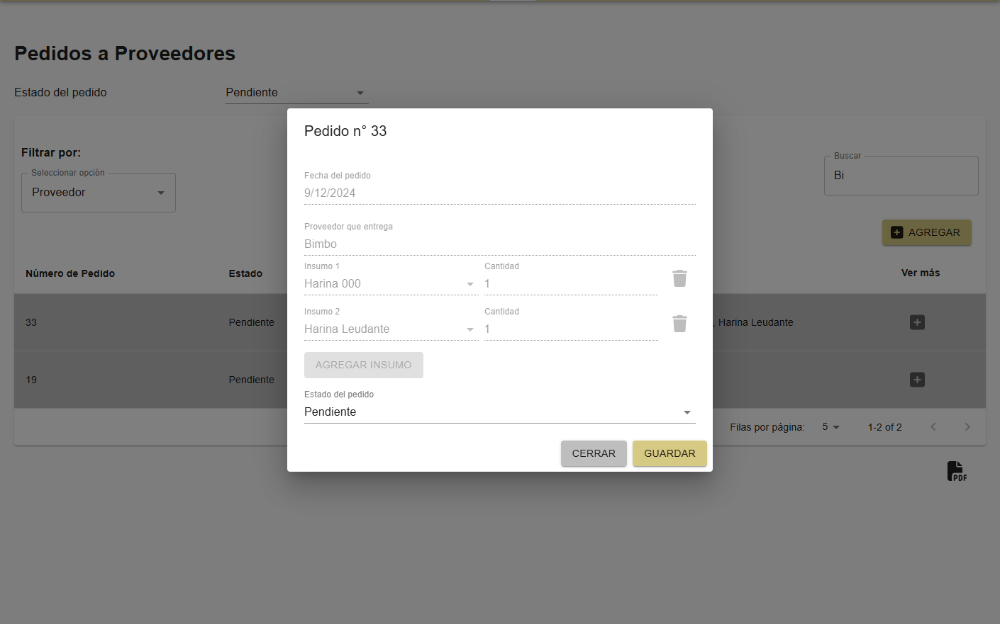 Pedidos a Proveedores
Estado del pedido
Pendiente
Filtrar por:
Seleccionar opción
Proveedor
Buscar
Bi
AGREGAR
Número de Pedido
Estado
Ver más
33
Pendiente
, Harina Leudante
19
Pendiente
Filas por página:
5
1-2 of 2
PDF
Pedido n° 33
Fecha del pedido
9/12/2024
Proveedor que entrega
Bimbo
Insumo 1
Cantidad
Harina 000
1
Insumo 2
Cantidad
Harina Leudante
1
AGREGAR INSUMO
Estado del pedido
Pendiente
CERRAR
GUARDAR